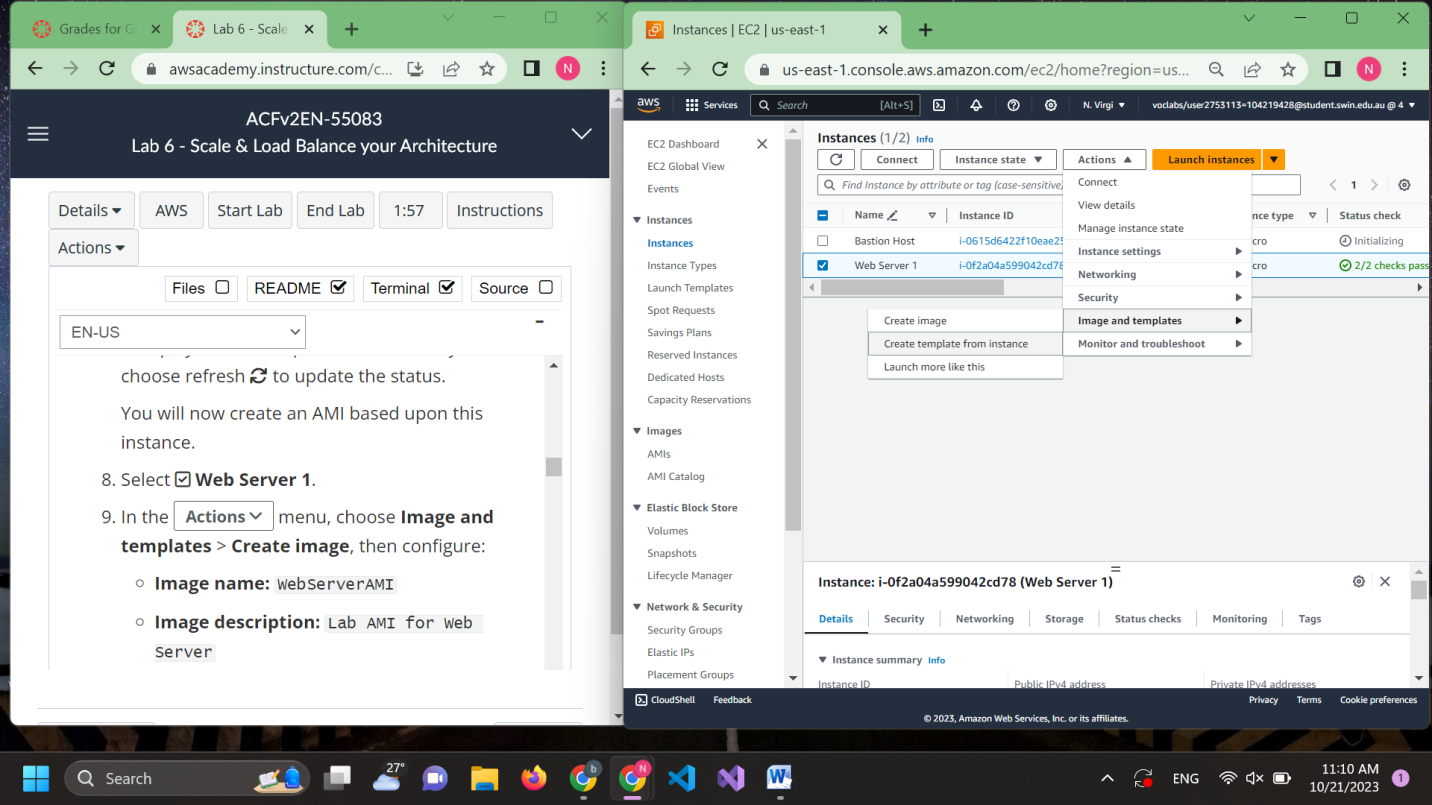 Grades for G
Lab 6 - Scale
awsacademy.instructure.com/c...
N
ACFv2EN-55083
Lab 6 - Scale & Load Balance your Architecture
Details
AWS
Start Lab
End Lab
1:57
Instructions
Actions
Files
README
Terminal
Source
EN-US
choose refresh to update the status.
You will now create an AMI based upon this
instance.
8. Select Web Server 1.
9. In the Actions menu, choose Image and
templates > Create image, then configure:
Image name: WebServerAMI
Image description: Lab AMI for Web
Server
Instances | EC2 | us-east-1
us-east-1.console.aws.amazon.com/ec2/home?region=us...
N
aws
Services
Search
[Alt+S]
N. Virgi
voclabs/user2753113=104219428@student.swin.edu.au @ 4
EC2 Dashboard
EC2 Global View
Events
Instances
Instances
Instance Types
Launch Templates
Spot Requests
Savings Plans
Reserved Instances
Dedicated Hosts
Capacity Reservations
Images
AMIs
AMI Catalog
Elastic Block Store
Volumes
Snapshots
Lifecycle Manager
Network & Security
Security Groups
Elastic IPs
Placement Groups
Instances (1/2) Info
Connect
Instance state
Actions
Launch instances
Find Instance by attribute or tag (case-sensitive)
1
Name
Instance ID
nce type
Status check
Bastion Host
i-0615d6422f10eae25
cro
Initializing
Web Server 1
i-0f2a04a599042cd78
cro
2/2 checks pass
Connect
View details
Manage instance state
Instance settings
Networking
Security
Image and templates
Monitor and troubleshoot
Create image
Create template from instance
Launch more like this
Instance: i-0f2a04a599042cd78 (Web Server 1)
Details
Security
Networking
Storage
Status checks
Monitoring
Tags
Instance summary Info
Instance ID
Public IPv4 address
Private IPv4 addresses
CloudShell
Feedback
Privacy
Terms
Cookie preferences
© 2023, Amazon Web Services, Inc. or its affiliates.
Search
27°
b
N
ENG
11:10 AM
10/21/2023
1